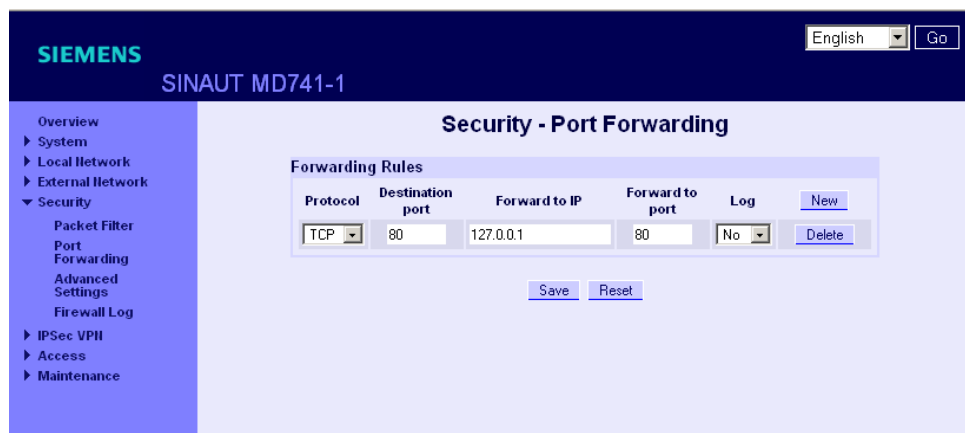 English Go
SIEMENS
SINAUT MD741-1
Overview
System
Local Network
External Network
Security
Packet Filter
Port
Forwarding
Advanced
Settings
Firewall Log
IPSec VPN
Access
Maintenance
Security - Port Forwarding
Forwarding Rules
Protocol Destination port Forward to IP Forward to port Log New
TCP 80 127.0.0.1 80 No Delete
Save Reset